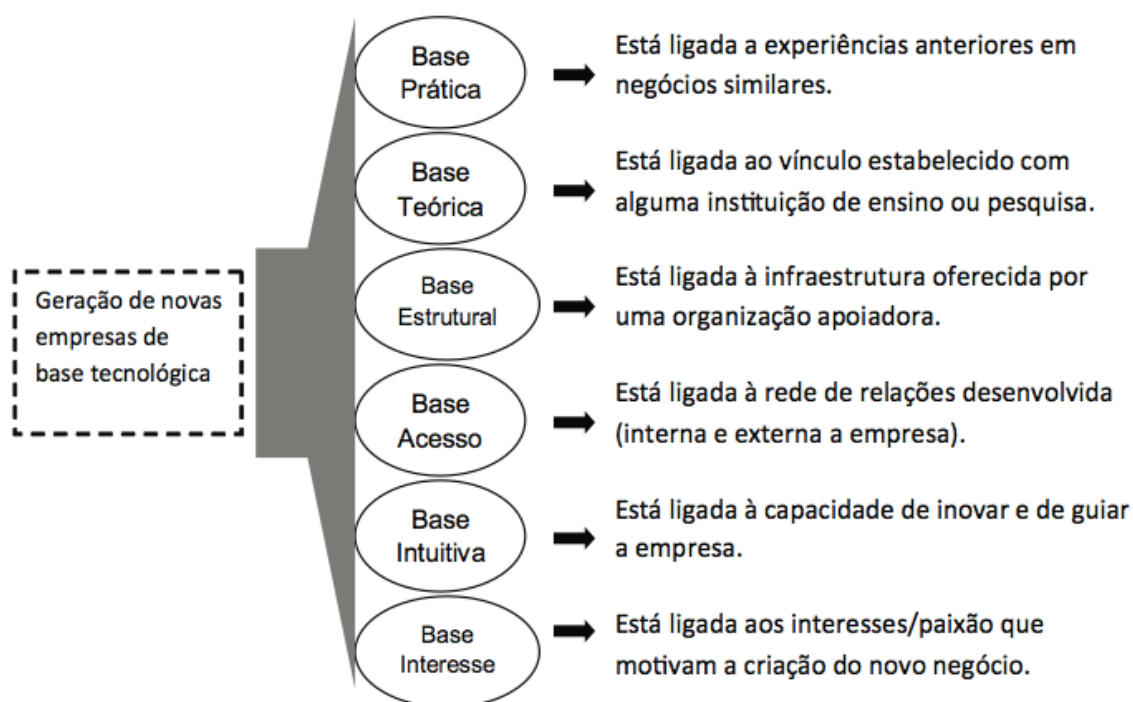 Geração de novas
empresas de
base tecnológica
Base
Prática
Está ligada a experiências anteriores em
negócios similares.
Base
Teórica
Está ligada ao vínculo estabelecido com
alguma instituição de ensino ou pesquisa.
Base
Estrutural
Está ligada à infraestrutura oferecida por
uma organização apoiadora.
Base
Acesso
Está ligada à rede de relações desenvolvida
(interna e externa a empresa).
Base
Intuitiva
Está ligada à capacidade de inovar e de guiar
a empresa.
Base
Interesse
Está ligada aos interesses/paixão que
motivam a criação do novo negócio.